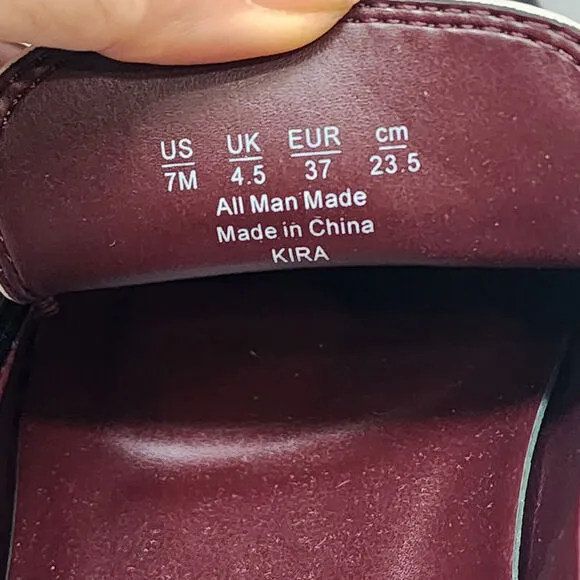 US UK EUR cm
7M 4.5 37 23.5
All Man Made
Made in China
KIRA